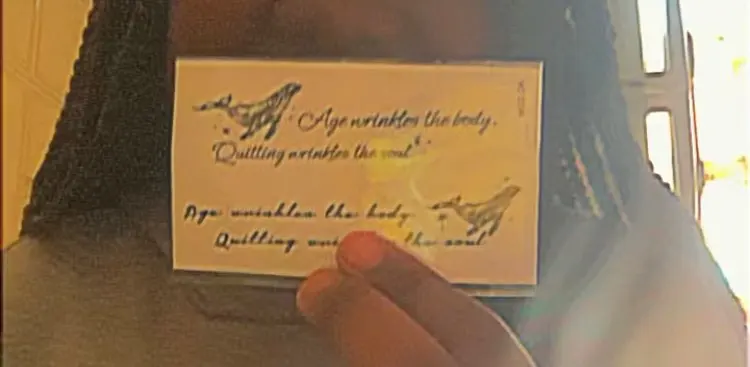 Age wrinkles the body.
Quitting wrinkles the soul
Age wrinkles the body
Quitting the soul